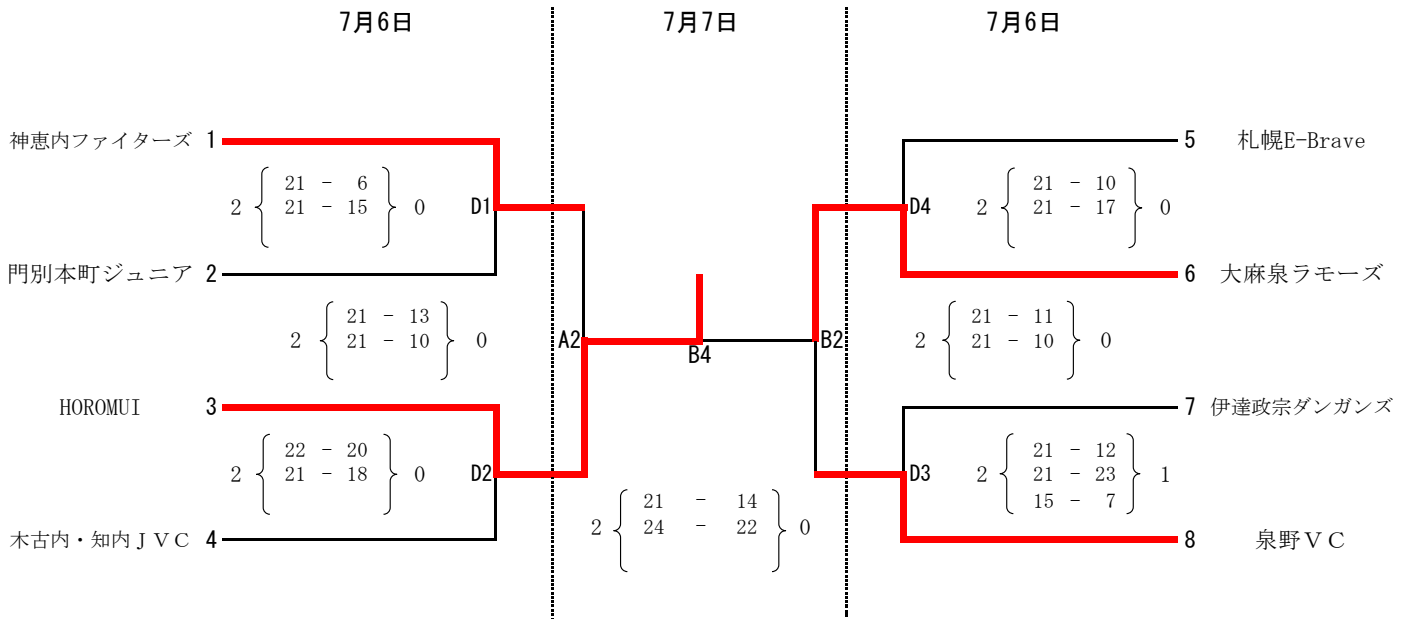 7月6日 7月7日 7月6日
神恵内ファイターズ 1 5 札幌E-Brave
2 { 21 - 6 } 0 2 { 21 - 10 } 0
21 - 15 D1 D4 21 - 17
門別本町ジュニア 2 6 大麻泉ラモーズ
2 { 21 - 13 } 0 2 { 21 - 11 } 0
21 - 10 A2 B2 21 - 10
B4
HOROMUI 3 7 伊達政宗ダンガンズ
2 { 22 - 20 } 0 2 { 21 - 12 } 1
21 - 18 D2 D3 21 - 23
15 - 7
2 { 21 - 14 } 0
24 - 22
木古内・知内ＪＶＣ 4 8 泉野ＶＣ